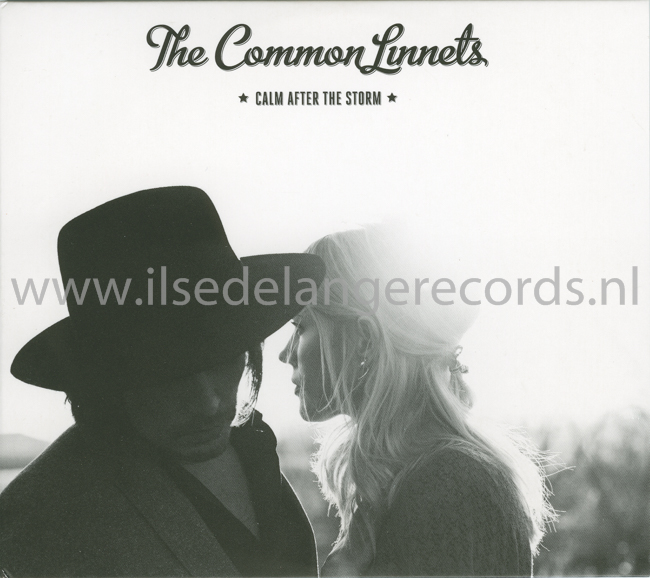 The Common Linnets
★ CALM AFTER THE STORM ★
www.ilsedelangerecords.nl